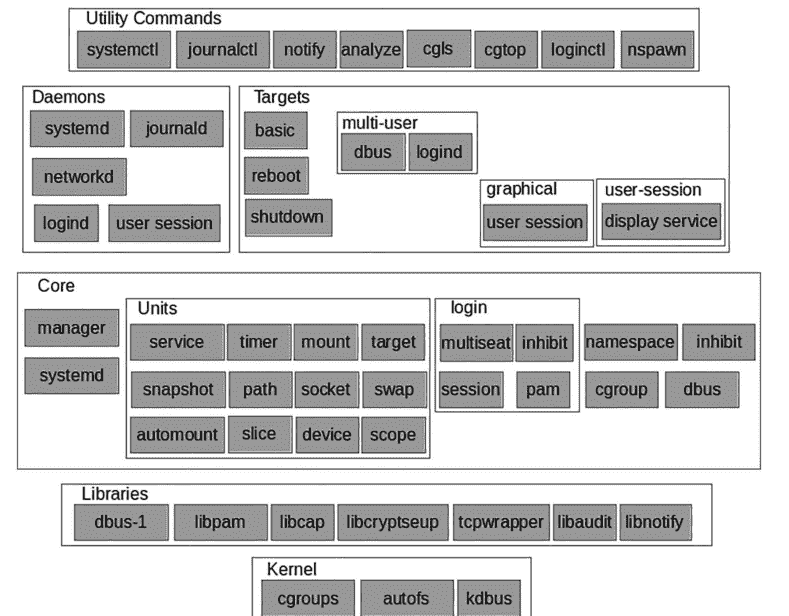 Utility Commands
systemctl journalctl notify analyze cgls cgtop loginctl nspawn
Daemons
systemd journald
networkd
logind user session
Targets
basic
reboot
shutdown
multi-user
dbus logind
graphical
user session
user-session
display service
Core
manager
systemd
Units
service timer mount target
snapshot path socket swap
automount slice device scope
login
multiseat inhibit
session pam
namespace inhibit
cgroup dbus
Libraries
dbus-1 libpam libcap libcryptseup tcpwrapper libaudit libnotify
Kernel
cgroups autofs kdbus